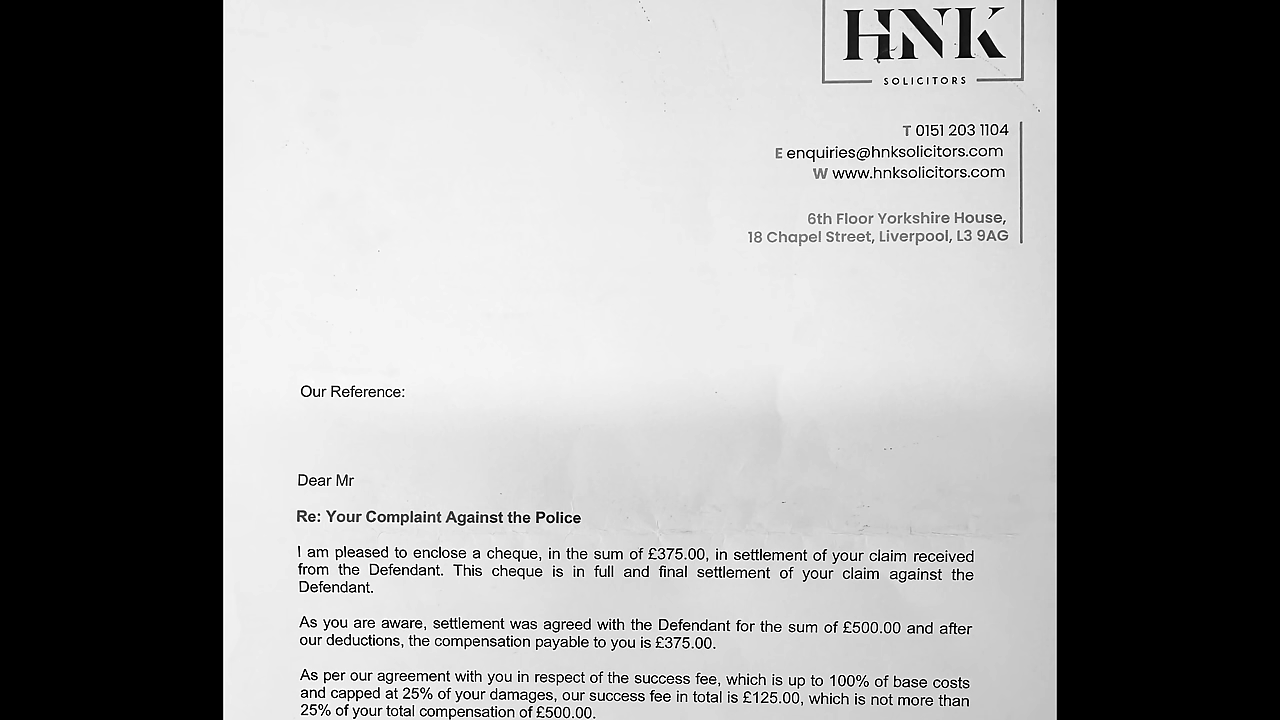 HNK
SOLICITORS
T 0151 203 1104
E enquiries@hnksolicitors.com
W www.hnksolicitors.com
6th Floor Yorkshire House,
18 Chapel Street, Liverpool, L3 9AG
Our Reference:
Dear Mr
Re: Your Complaint Against the Police
I am pleased to enclose a cheque, in the sum of £375.00, in settlement of your claim received
from the Defendant. This cheque is in full and final settlement of your claim against the
Defendant.
As you are aware, settlement was agreed with the Defendant for the sum of £500.00 and after
our deductions, the compensation payable to you is £375.00.
As per our agreement with you in respect of the success fee, which is up to 100% of base costs
and capped at 25% of your damages, our success fee in total is £125.00, which is not more than
25% of your total compensation of £500.00.